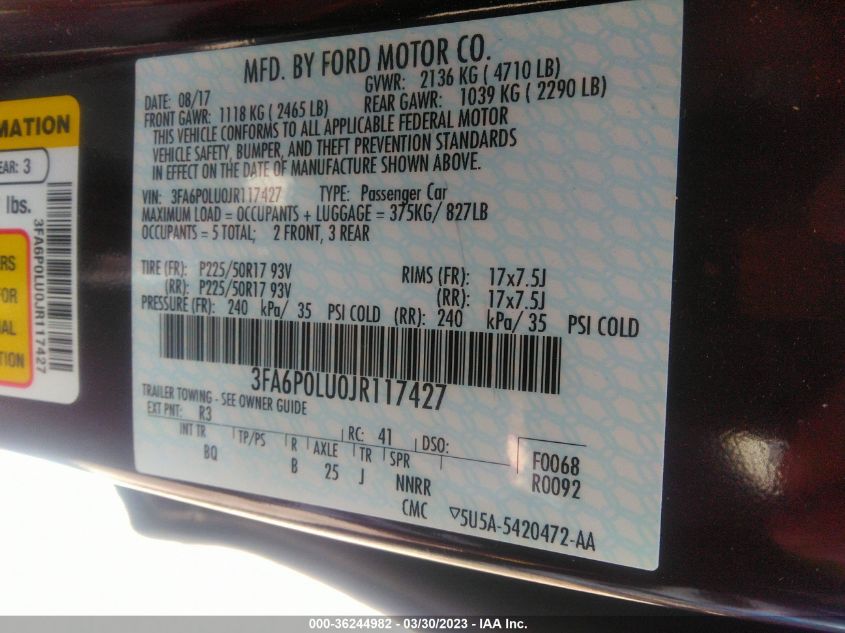 MFD. BY FORD MOTOR CO.
DATE: 08/17
GVWR: 2136 KG ( 4710 LB)
FRONT GAWR: 1118 KG ( 2465 LB)
REAR GAWR: 1039 KG ( 2290 LB)
THIS VEHICLE CONFORMS TO ALL APPLICABLE FEDERAL MOTOR
VEHICLE SAFETY, BUMPER, AND THEFT PREVENTION STANDARDS
IN EFFECT ON THE DATE OF MANUFACTURE SHOWN ABOVE.
VIN: 3FA6P0LU0JR117427 TYPE: Passenger Car
MAXIMUM LOAD = OCCUPANTS + LUGGAGE = 375KG/ 827LB
OCCUPANTS = 5 TOTAL; 2 FRONT, 3 REAR
TIRE (FR): P225/50R17 93V RIMS (FR): 17x7.5J
(RR): P225/50R17 93V (RR): 17x7.5J
PRESSURE (FR): 240 kPa/ 35 PSI COLD (RR): 240 kPa/ 35 PSI COLD
3FA6P0LU0JR117427
TRAILER TOWING - SEE OWNER GUIDE
EXT PNT: R3 RC: 41 DSO:
INT TR TP/PS R AXLE TR SPR
BQ B 25 J NNRR
CMC
F0068
R0092
▽5U5A-5420472-AA
MATION
EAR: 3
lbs.
ERS
FOR
NAL
ION
3FA6P0LU0JR117427
000-36244982 - 03/30/2023 - IAA Inc.